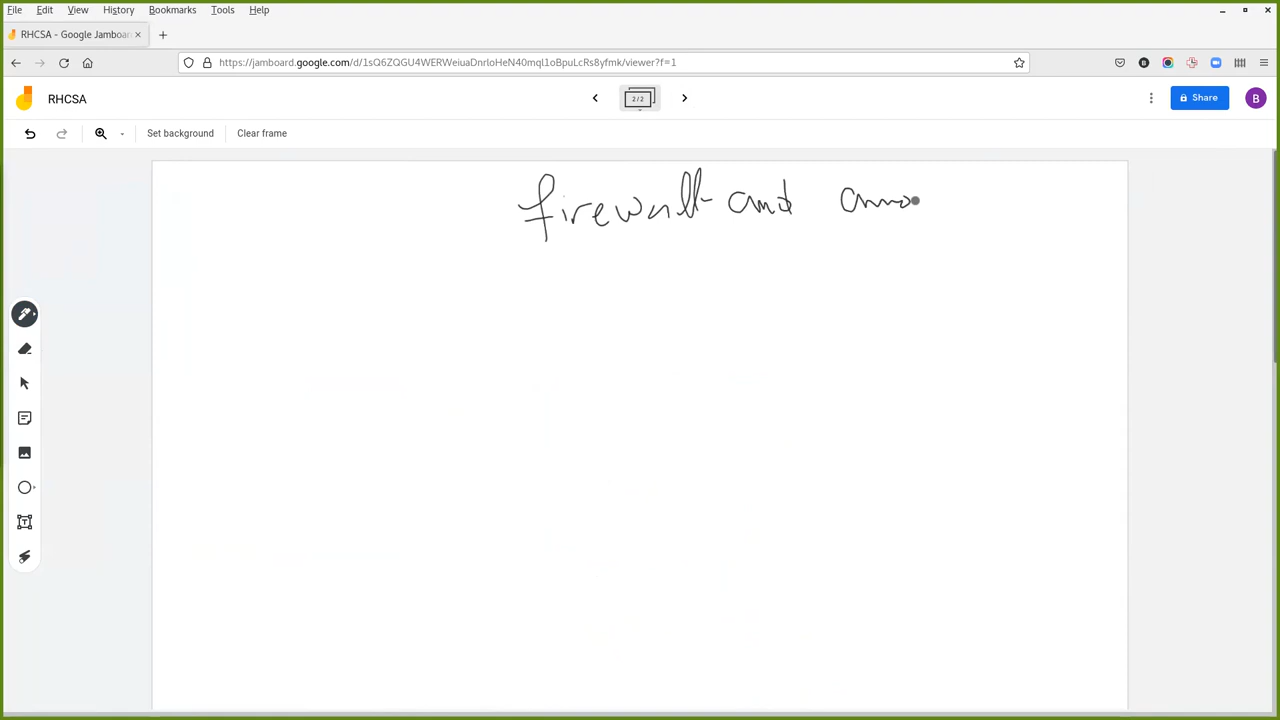 File Edit View History Bookmarks Tools Help
RHCSA - Google Jamboar
https://jamboard.google.com/d/1sQ6ZQGU4WERWeiuaDnrIoHeN40mql1oBpuLcRs8yfmk/viewer?f=1
RHCSA 2/2 Share B
Set background Clear frame
firewall and